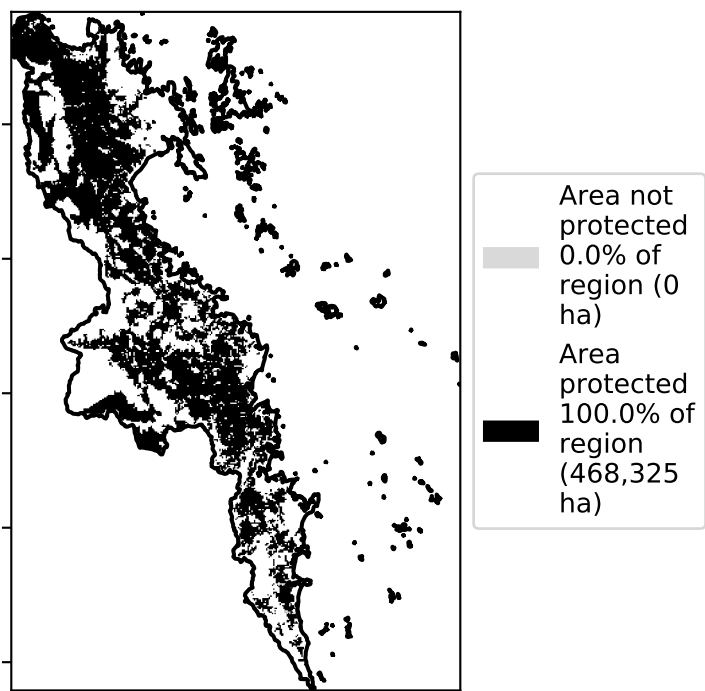 Area not
protected
0.0% of
region (0
ha)
Area
protected
100.0% of
region
(468,325
ha)